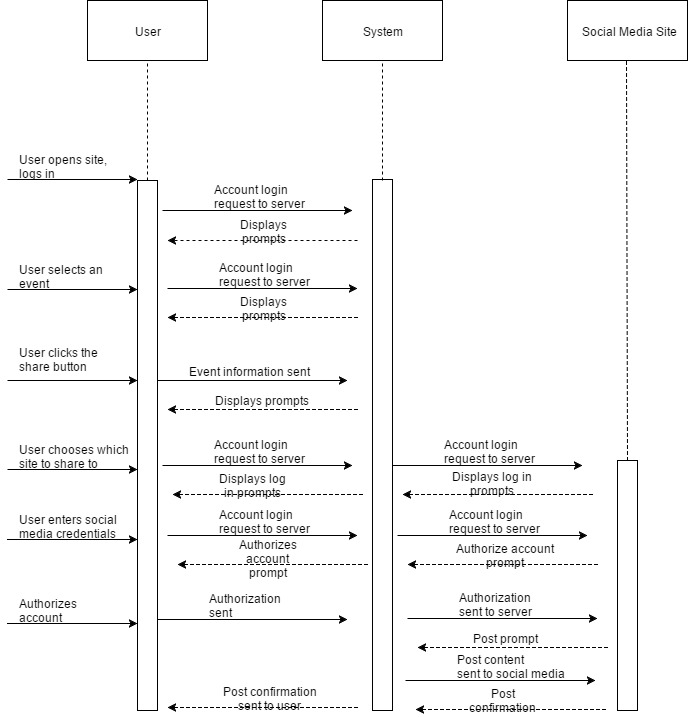 User
System
Social Media Site
User opens site,
logs in
Account login
request to server
Displays
prompts
User selects an
event
Account login
request to server
Displays
prompts
User clicks the
share button
Event information sent
Displays prompts
User chooses which
site to share to
Account login
request to server
Account login
request to server
Displays log
in prompts
Displays log in
prompts
User enters social
media credentials
Account login
request to server
Account login
request to server
Authorizes
account
prompt
Authorize account
prompt
Authorizes
account
Authorization
sent
Authorization
sent to server
Post prompt
Post content
sent to social media
Post confirmation
sent to user
Post
confirmation